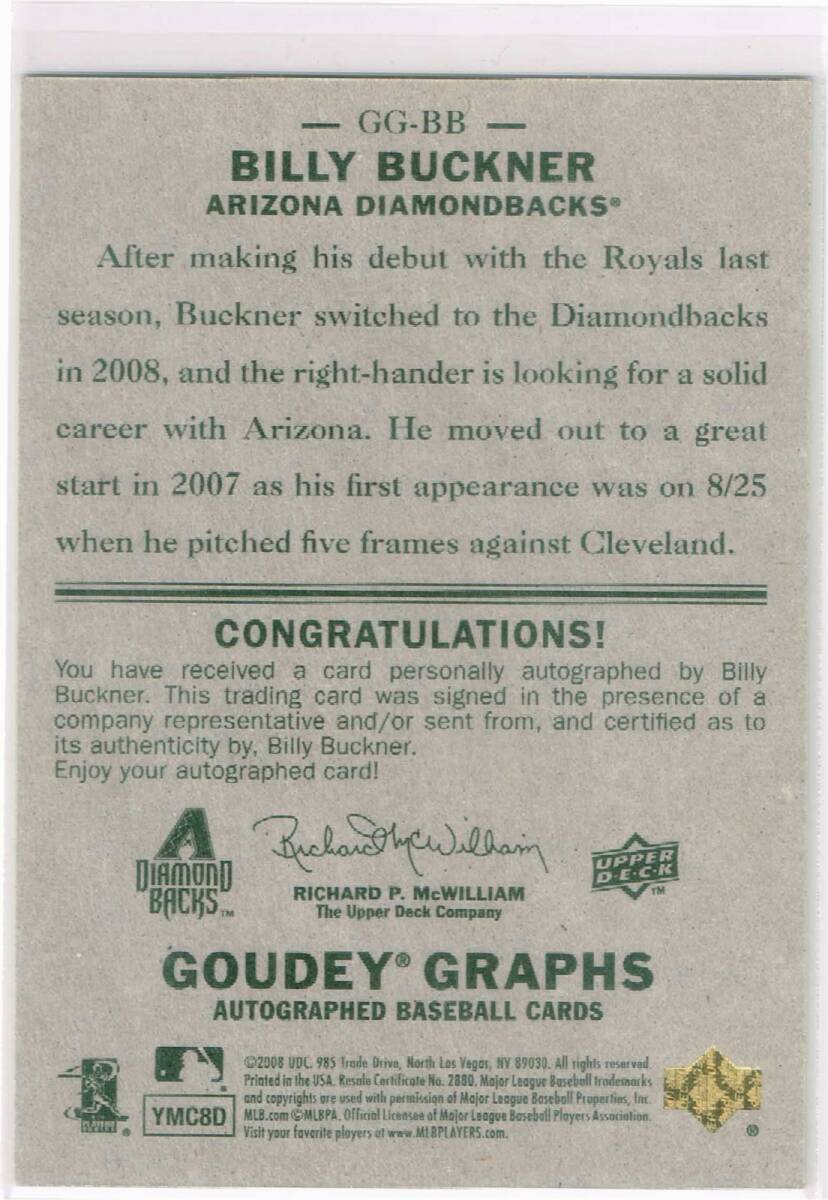 — GG-BB —
BILLY BUCKNER
ARIZONA DIAMONDBACKS®
After making his debut with the Royals last
season, Buckner switched to the Diamondbacks
in 2008, and the right-hander is looking for a solid
career with Arizona. He moved out to a great
start in 2007 as his first appearance was on 8/25
when he pitched five frames against Cleveland.
CONGRATULATIONS!
You have received a card personally autographed by Billy
Buckner. This trading card was signed in the presence of a
company representative and/or sent from, and certified as to
its authenticity by, Billy Buckner.
Enjoy your autographed card!
A
DIAMOND
BACKS™
Richard McWilliam
RICHARD P. McWILLIAM
The Upper Deck Company
UPPER
D·E·C·K
™
GOUDEY® GRAPHS
AUTOGRAPHED BASEBALL CARDS
©2008 UDC. 985 Trade Drive, North Las Vegas, NV 89030. All rights reserved.
Printed in the USA. Resale Certificate No. 2880. Major League Baseball trademarks
and copyrights are used with permission of Major League Baseball Properties, Inc.
MLB.com ©MLBPA. Official Licensee of Major League Baseball Players Association.
Visit your favorite players at www.MLBPLAYERS.com.
YMC8D
®
®